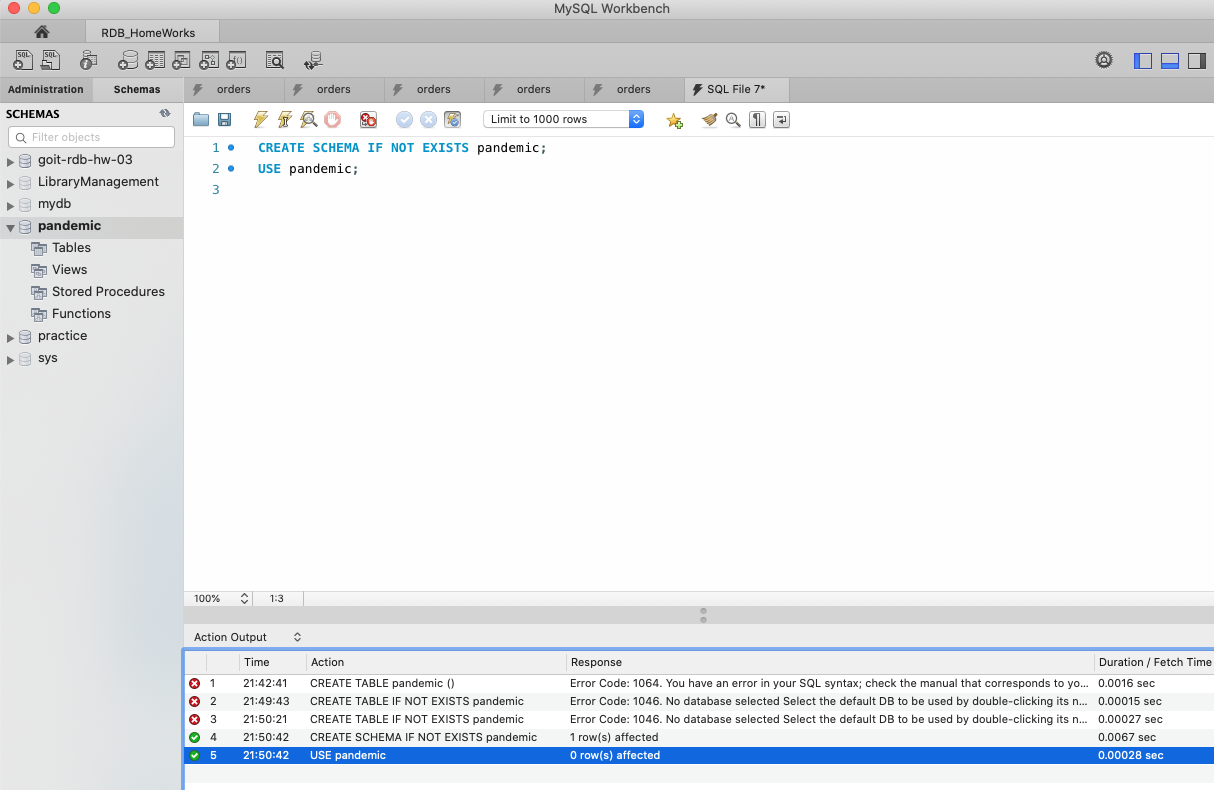 MySQL Workbench
RDB_HomeWorks
Administration Schemas orders orders orders orders orders SQL File 7*
SCHEMAS
Filter objects
Limit to 1000 rows
1 CREATE SCHEMA IF NOT EXISTS pandemic;
2 USE pandemic;
3
goit-rdb-hw-03
LibraryManagement
mydb
pandemic
Tables
Views
Stored Procedures
Functions
practice
sys
100% 1:3
Action Output
Time Action Response Duration / Fetch Time
1 21:42:41 CREATE TABLE pandemic () Error Code: 1064. You have an error in your SQL syntax; check the manual that corresponds to yo... 0.0016 sec
2 21:49:43 CREATE TABLE IF NOT EXISTS pandemic Error Code: 1046. No database selected Select the default DB to be used by double-clicking its n... 0.00015 sec
3 21:50:21 CREATE TABLE IF NOT EXISTS pandemic Error Code: 1046. No database selected Select the default DB to be used by double-clicking its n... 0.00027 sec
4 21:50:42 CREATE SCHEMA IF NOT EXISTS pandemic 1 row(s) affected 0.0067 sec
5 21:50:42 USE pandemic 0 row(s) affected 0.00028 sec